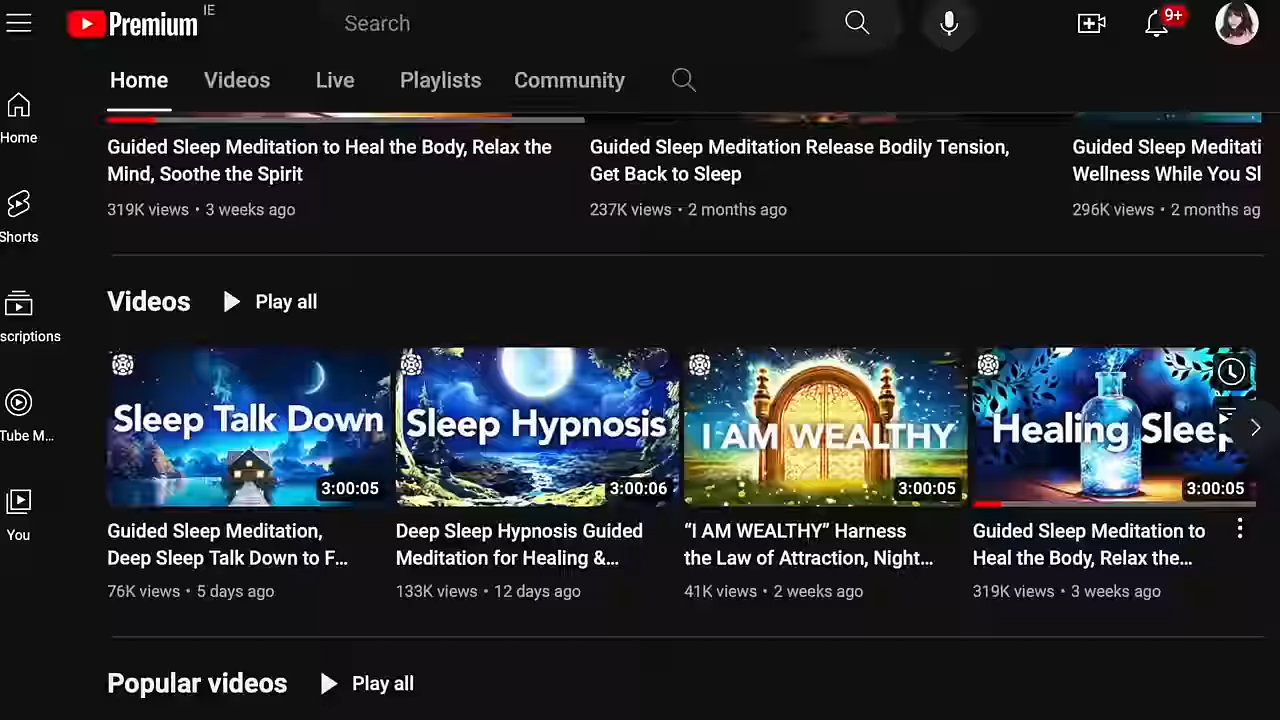 Premium IE
Search
9+
Home Videos Live Playlists Community
Home
Shorts
scriptions
Tube M...
You
Guided Sleep Meditation to Heal the Body, Relax the
Mind, Soothe the Spirit
319K views • 3 weeks ago
Guided Sleep Meditation Release Bodily Tension,
Get Back to Sleep
237K views • 2 months ago
Guided Sleep Meditati
Wellness While You Sl
296K views • 2 months ag
Videos Play all
Sleep Talk Down
3:00:05
Guided Sleep Meditation,
Deep Sleep Talk Down to F...
76K views • 5 days ago
Sleep Hypnosis
3:00:06
Deep Sleep Hypnosis Guided
Meditation for Healing &...
133K views • 12 days ago
I AM WEALTHY
3:00:05
“I AM WEALTHY” Harness
the Law of Attraction, Night...
41K views • 2 weeks ago
Healing Sleep
3:00:05
Guided Sleep Meditation to
Heal the Body, Relax the...
319K views • 3 weeks ago
Popular videos Play all